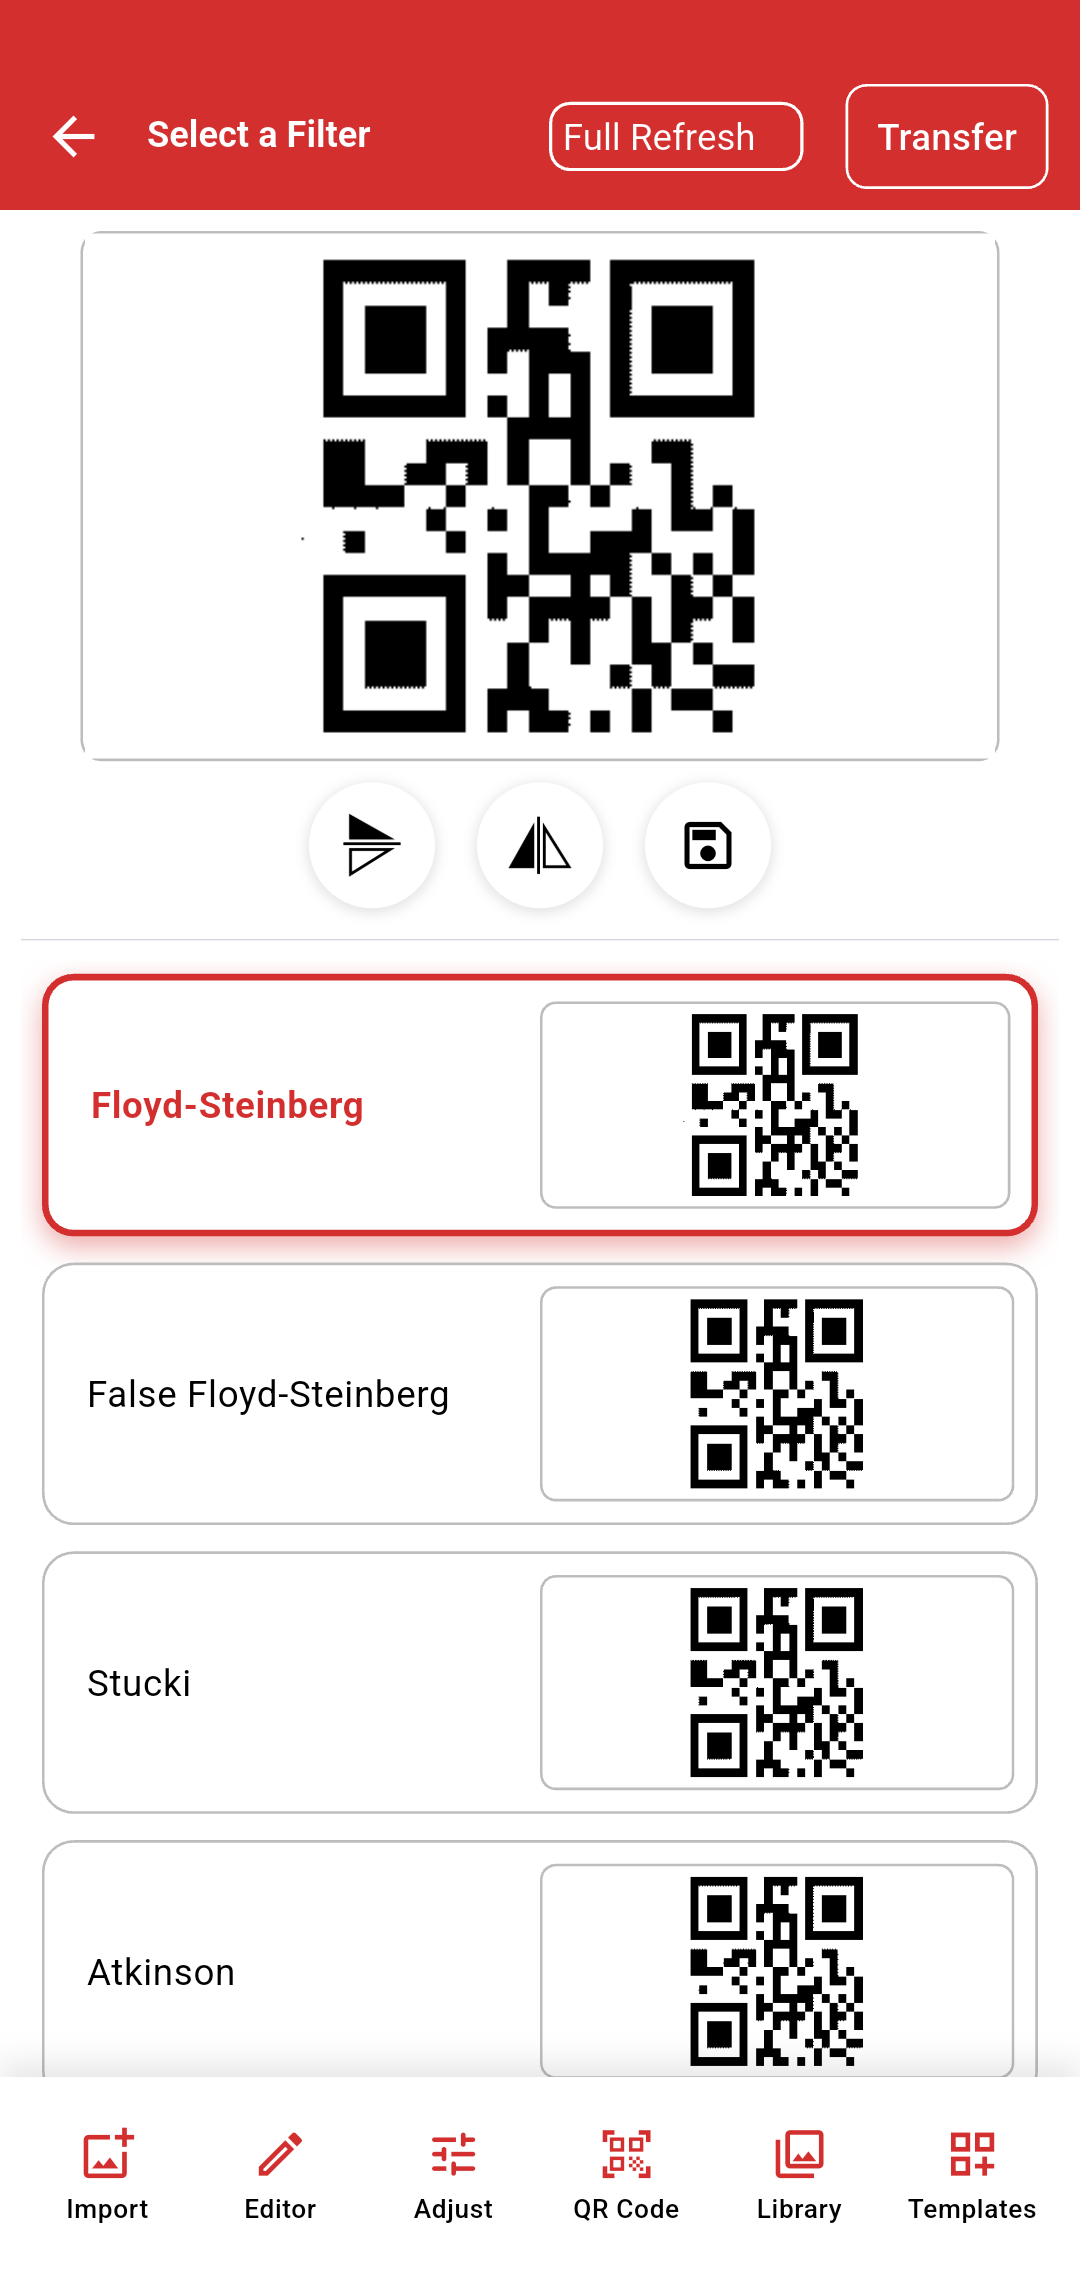 Select a Filter
Full Refresh
Transfer
Floyd-Steinberg
False Floyd-Steinberg
Stucki
Atkinson
Import
Editor
Adjust
QR Code
Library
Templates